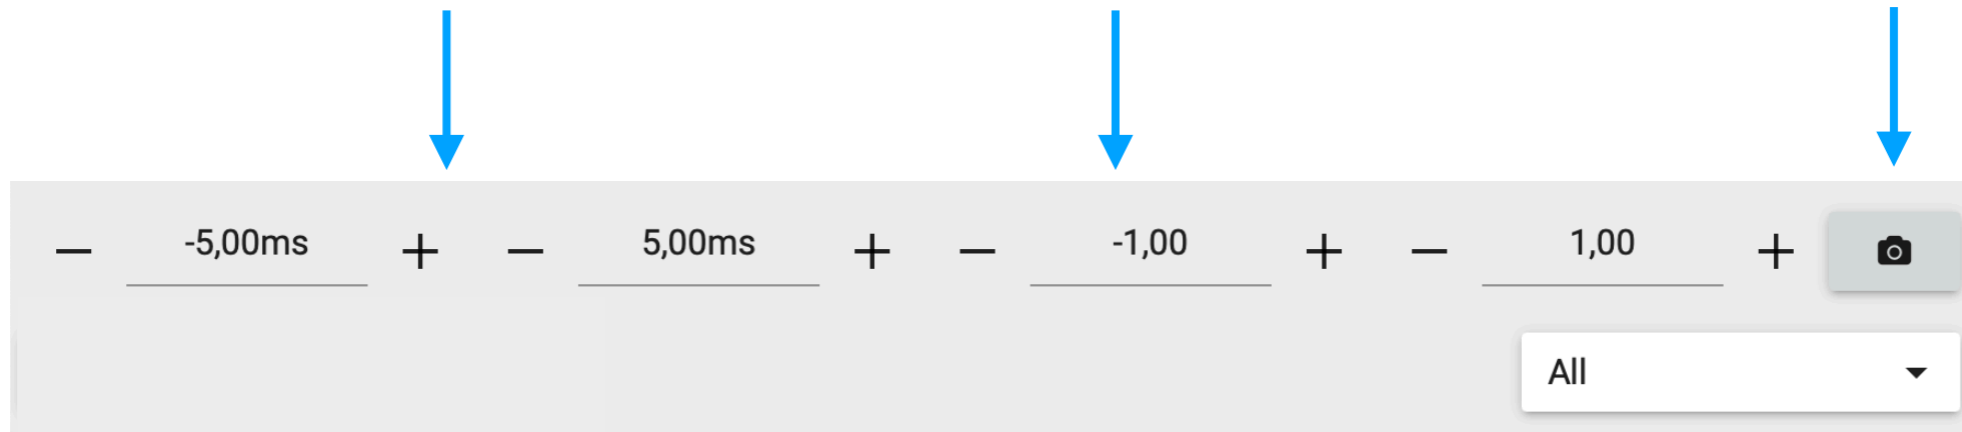 — -5,00ms + — 5,00ms + — -1,00 + — 1,00 +
All